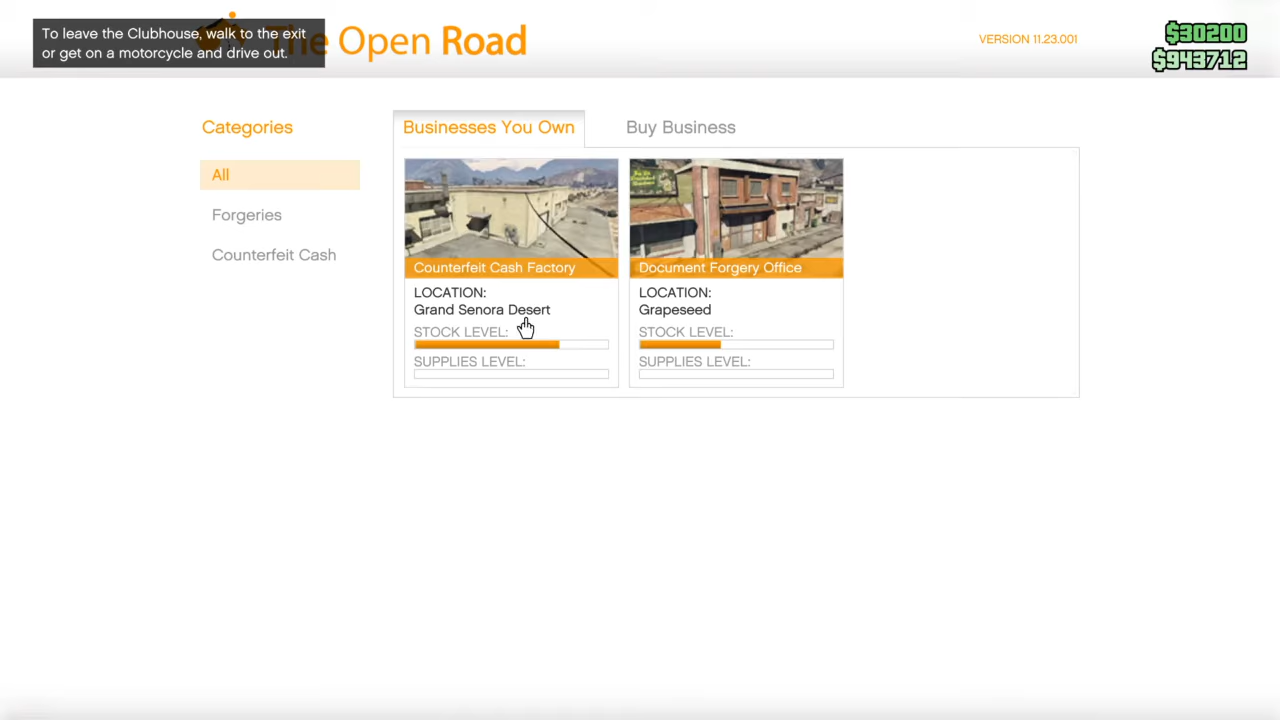 To leave the Clubhouse, walk to the exit
or get on a motorcycle and drive out.
The Open Road
VERSION 11.23.001
$30200
$943712
Categories
All
Forgeries
Counterfeit Cash
Businesses You Own
Buy Business
Counterfeit Cash Factory
LOCATION:
Grand Senora Desert
STOCK LEVEL:
SUPPLIES LEVEL:
Document Forgery Office
LOCATION:
Grapeseed
STOCK LEVEL:
SUPPLIES LEVEL: